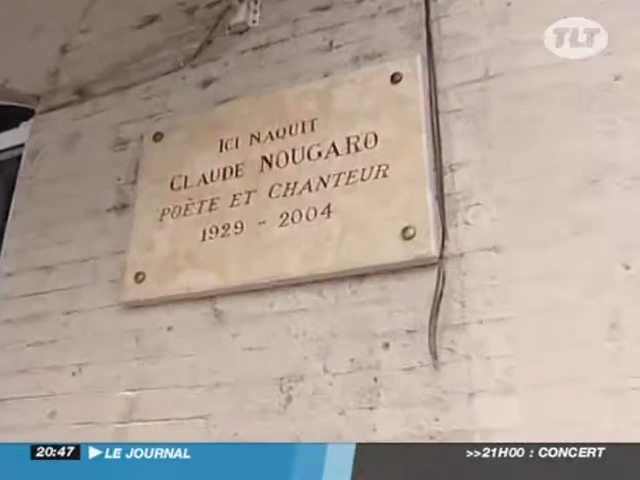 TLT
ICI NAQUIT
CLAUDE NOUGARO
POÈTE ET CHANTEUR
1929 - 2004
20:47 LE JOURNAL >>21H00 : CONCERT